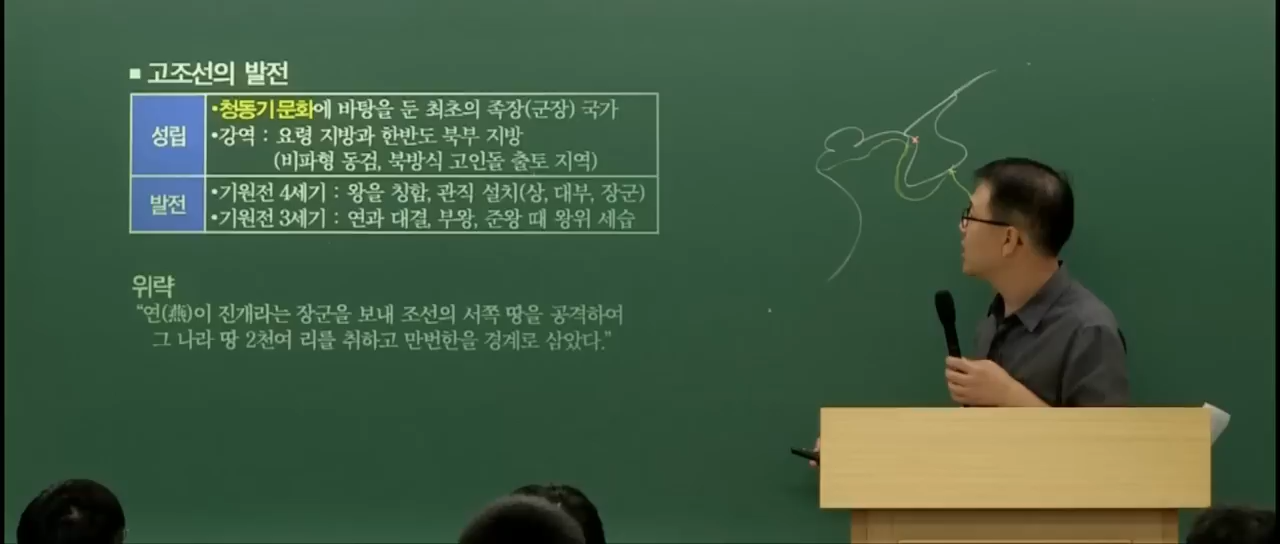 ▪ 고조선의 발전
성립
•청동기 문화에 바탕을 둔 최초의 족장(군장) 국가
•강역 : 요령 지방과 한반도 북부 지방
(비파형 동검, 북방식 고인돌 출토 지역)
발전
•기원전 4세기 : 왕을 칭함, 관직 설치(상, 대부, 장군)
•기원전 3세기 : 연과 대결, 부왕, 준왕 때 왕위 세습
위략
“연(燕)이 진개라는 장군을 보내 조선의 서쪽 땅을 공격하여
그 나라 땅 2천여 리를 취하고 만번한을 경계로 삼았다.”